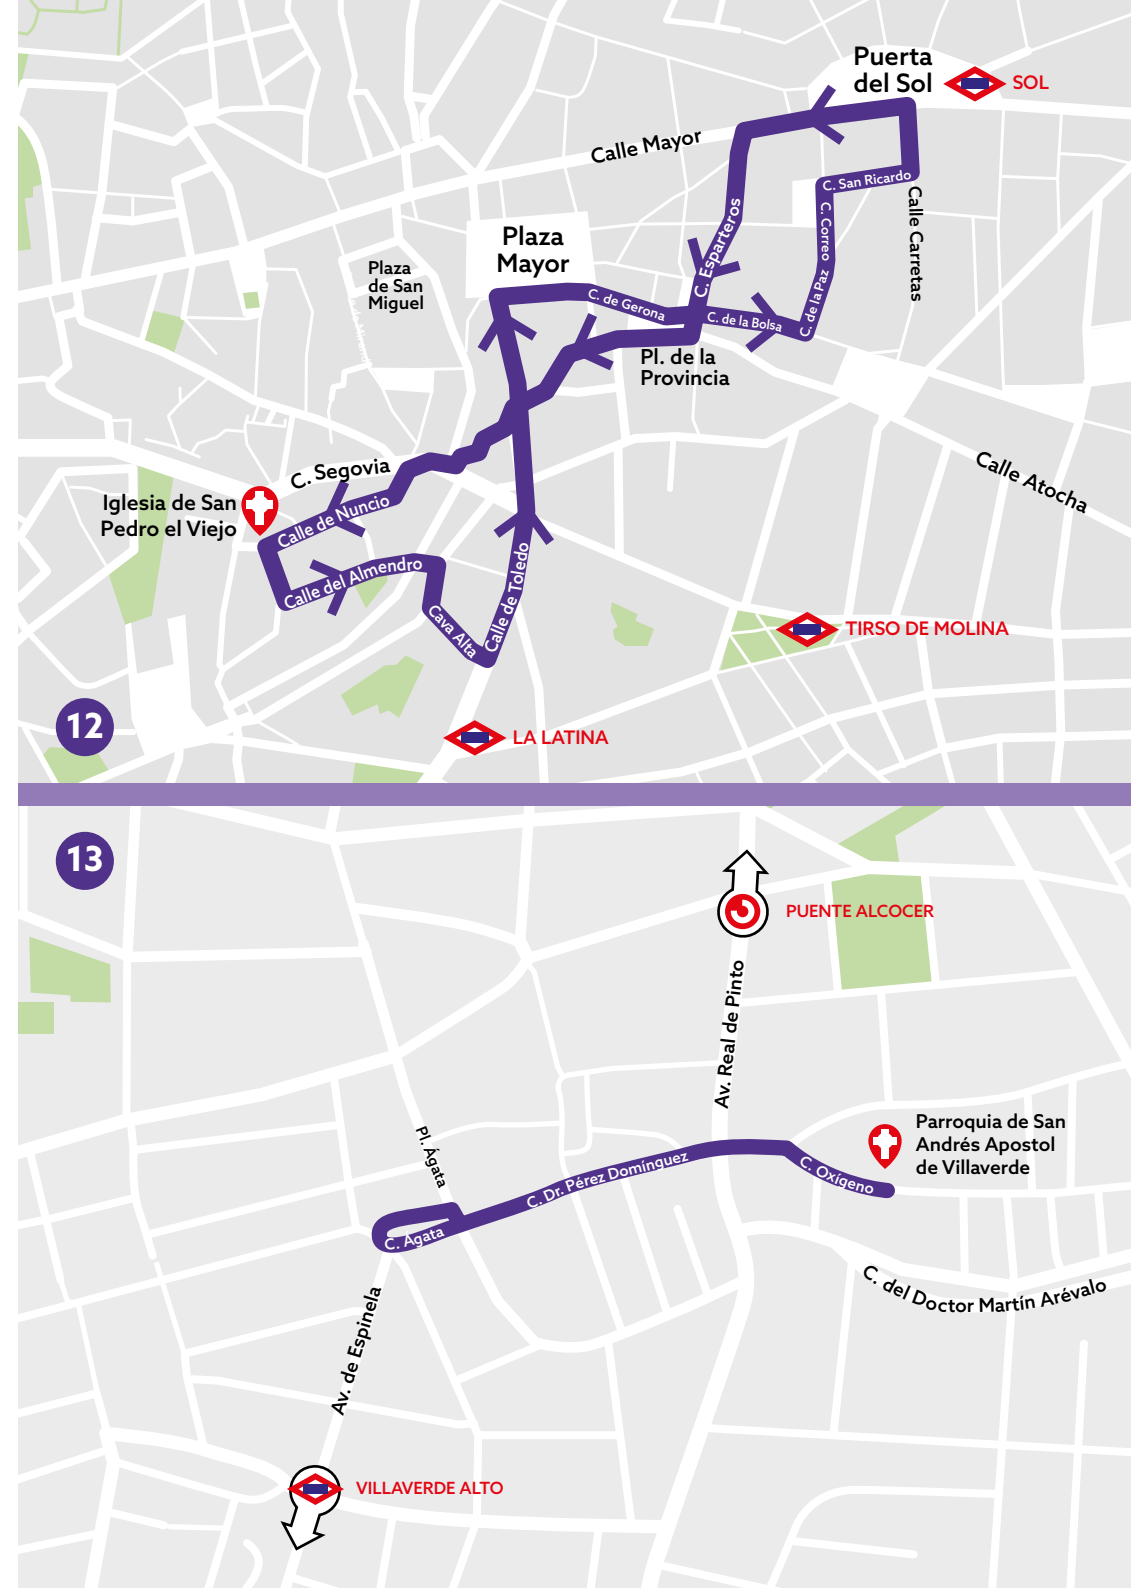 Puerta
del Sol
SOL
Calle Mayor
C. San Ricardo
Calle Carretas
C. Correo
C. Esparteros
Plaza
Mayor
Plaza
de San
Miguel
C. de la Paz
C. de Gerona
C. de la Bolsa
Pl. de la
Provincia
Calle Atocha
C. Segovia
Iglesia de San
Pedro el Viejo
Calle de Nuncio
Calle del Almendro
Calle de Toledo
Cava Alta
TIRSO DE MOLINA
12
LA LATINA
13
PUENTE ALCOCER
Av. Real de Pinto
Parroquia de San
Andrés Apostol
de Villaverde
Pl. Ágata
C. Dr. Pérez Domínguez
C. Oxígeno
C. Ágata
C. del Doctor Martín Arévalo
Av. de Espinela
VILLAVERDE ALTO